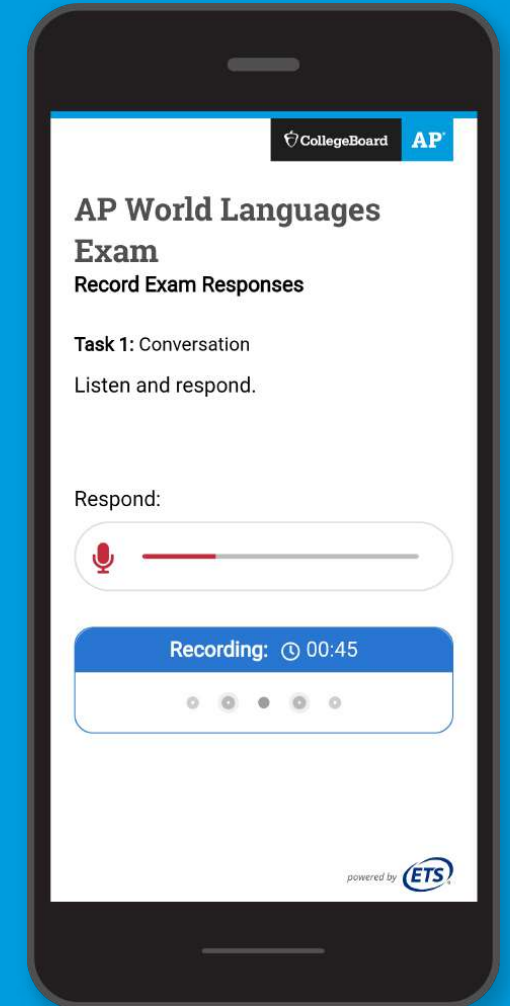 CollegeBoard AP
AP World Languages
Exam
Record Exam Responses
Task 1: Conversation
Listen and respond.
Respond:
Recording: 00:45
powered by ETS